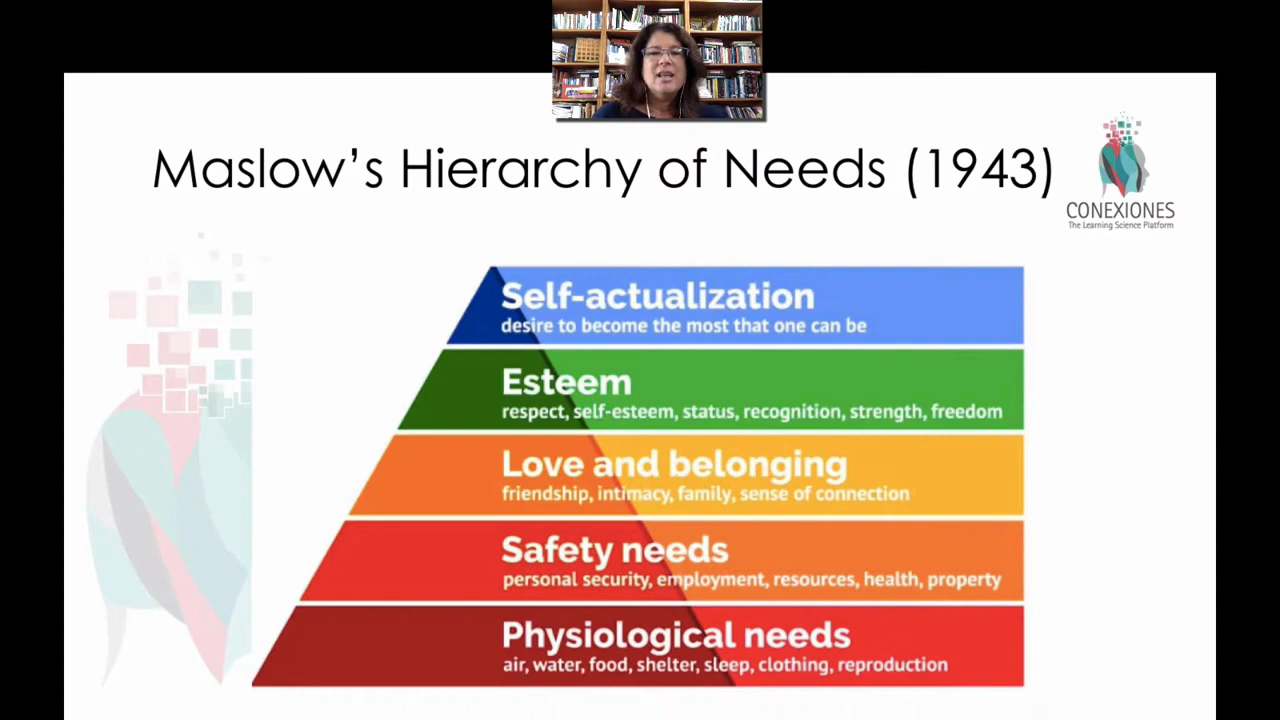 Maslow’s Hierarchy of Needs (1943)
CONEXIONES
The Learning Science Platform
Self-actualization
desire to become the most that one can be
Esteem
respect, self-esteem, status, recognition, strength, freedom
Love and belonging
friendship, intimacy, family, sense of connection
Safety needs
personal security, employment, resources, health, property
Physiological needs
air, water, food, shelter, sleep, clothing, reproduction